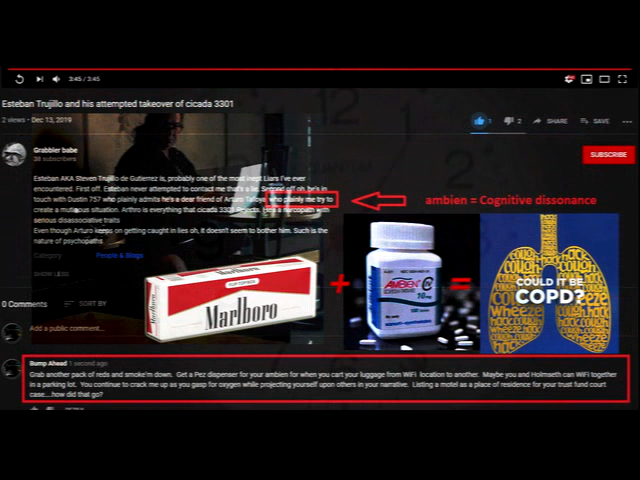 3:45 / 3:45
Esteban Trujillo and his attempted takeover of cicada 3301
2 views • Dec 13, 2019
1
2
SHARE
SAVE
Grabbler babe
38 subscribers
SUBSCRIBE
Esteban AKA Steven Trujillo de Gutierrez is, probably one of the most inept Liars I've ever
encountered. First off, Esteban never attempted to contact me that's a lie. Second off oh he's in
touch with Dustin 757 who plainly admits he's a dear friend of Arturo Tafoya, who plainly me try to
create a mutinous situation. Arthro is everything that cicada 3301 Rejects. He's a narcopath with
serious disassociative traits
Even though Arturo keeps on getting caught in lies oh, it doesn't seem to bother him. Such is the
nature of psychopaths
ambien = Cognitive dissonance
Category
People & Blogs
SHOW LESS
Marlboro
+
AMBIEN
10 mg
=
cough
hack
wheeze
COULD IT BE
COPD?
0 Comments
SORT BY
Add a public comment...
Bump Ahead 1 second ago
Grab another pack of reds and smoke'm down. Get a Pez dispenser for your ambien for when you cart your luggage from WiFi location to another. Maybe you and Holmseth can WiFi together
in a parking lot. You continue to crack me up as you gasp for oxygen while projecting yourself upon others in your narrative. Listing a motel as a place of residence for your trust fund court
case....how did that go?